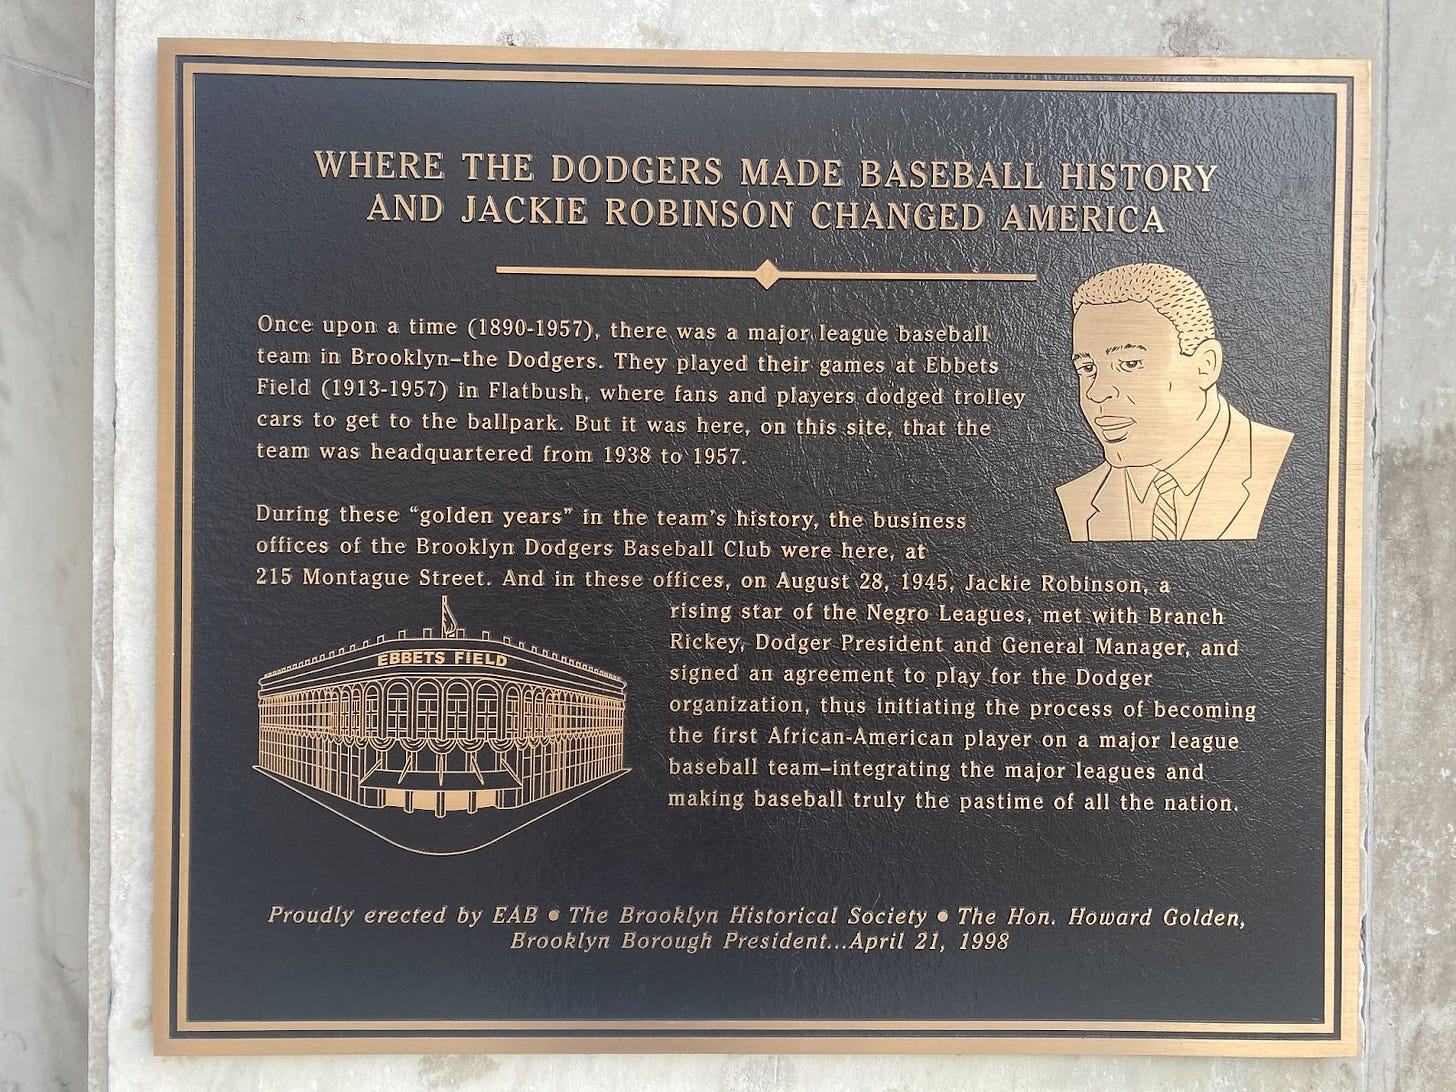 WHERE THE DODGERS MADE BASEBALL HISTORY
AND JACKIE ROBINSON CHANGED AMERICA
Once upon a time (1890-1957), there was a major league baseball
team in Brooklyn–the Dodgers. They played their games at Ebbets
Field (1913-1957) in Flatbush, where fans and players dodged trolley
cars to get to the ballpark. But it was here, on this site, that the
team was headquartered from 1938 to 1957.
During these “golden years” in the team's history, the business
offices of the Brooklyn Dodgers Baseball Club were here, at
215 Montague Street. And in these offices, on August 28, 1945, Jackie Robinson, a
rising star of the Negro Leagues, met with Branch
Rickey, Dodger President and General Manager, and
signed an agreement to play for the Dodger
organization, thus initiating the process of becoming
the first African-American player on a major league
baseball team–integrating the major leagues and
making baseball truly the pastime of all the nation.
EBBETS FIELD
Proudly erected by EAB • The Brooklyn Historical Society • The Hon. Howard Golden,
Brooklyn Borough President...April 21, 1998